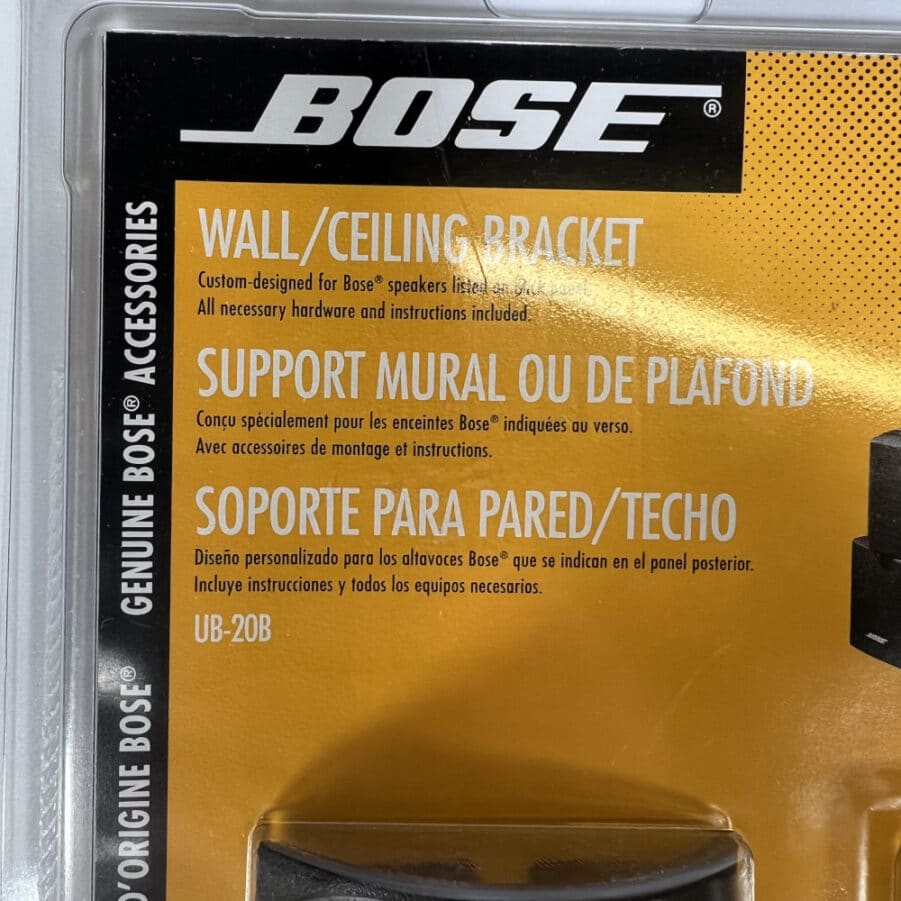 BOSE®
WALL/CEILING BRACKET
Custom-designed for Bose® speakers listed on back panel.
All necessary hardware and instructions included.
SUPPORT MURAL OU DE PLAFOND
Conçu spécialement pour les enceintes Bose® indiquées au verso.
Avec accessoires de montage et instructions.
SOPORTE PARA PARED/TECHO
Diseño personalizado para los altavoces Bose® que se indican en el panel posterior.
Incluye instrucciones y todos los equipos necesarios.
UB-20B
GENUINE BOSE® ACCESSORIES
D'ORIGINE BOSE®
BOSE